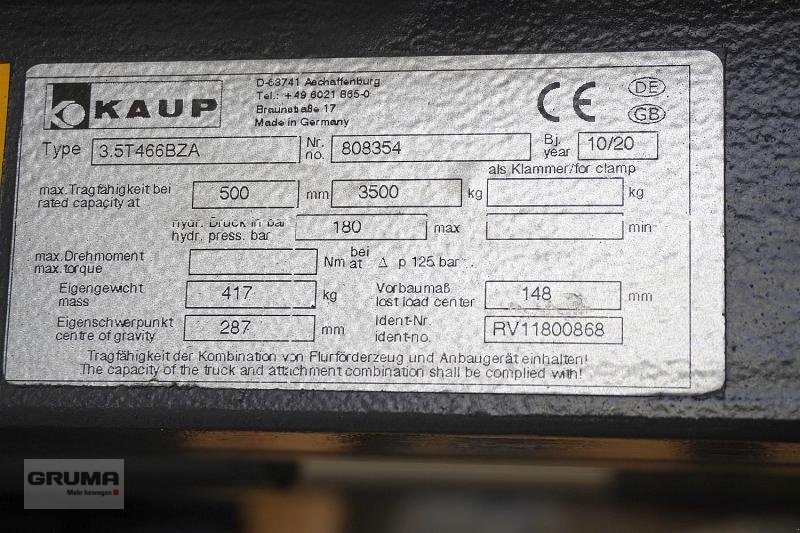 KAUP
D-63741 Aschaffenburg
Tel.: +49 6021 865-0
Braunstraße 17
Made in Germany
CE
DE
GB
Type 3.5T466BZA Nr. no. 808354 Bj. year 10/20
als Klammer/for clamp
max. Tragfähigkeit bei
rated capacity at 500 mm 3500 kg kg
hydr. Druck in bar
hydr. press. bar 180 max min
max. Drehmoment
max. torque Nm bei at Δ p 125 bar
Eigengewicht
mass 417 kg Vorbaumaß
lost load center 148 mm
Eigenschwerpunkt
centre of gravity 287 mm Ident-Nr.
ident-no. RV11800868
Tragfähigkeit der Kombination von Flurförderzeug und Anbaugerät einhalten!
The capacity of the truck and attachment combination shall be complied with!
GRUMA
Mehr bewegen